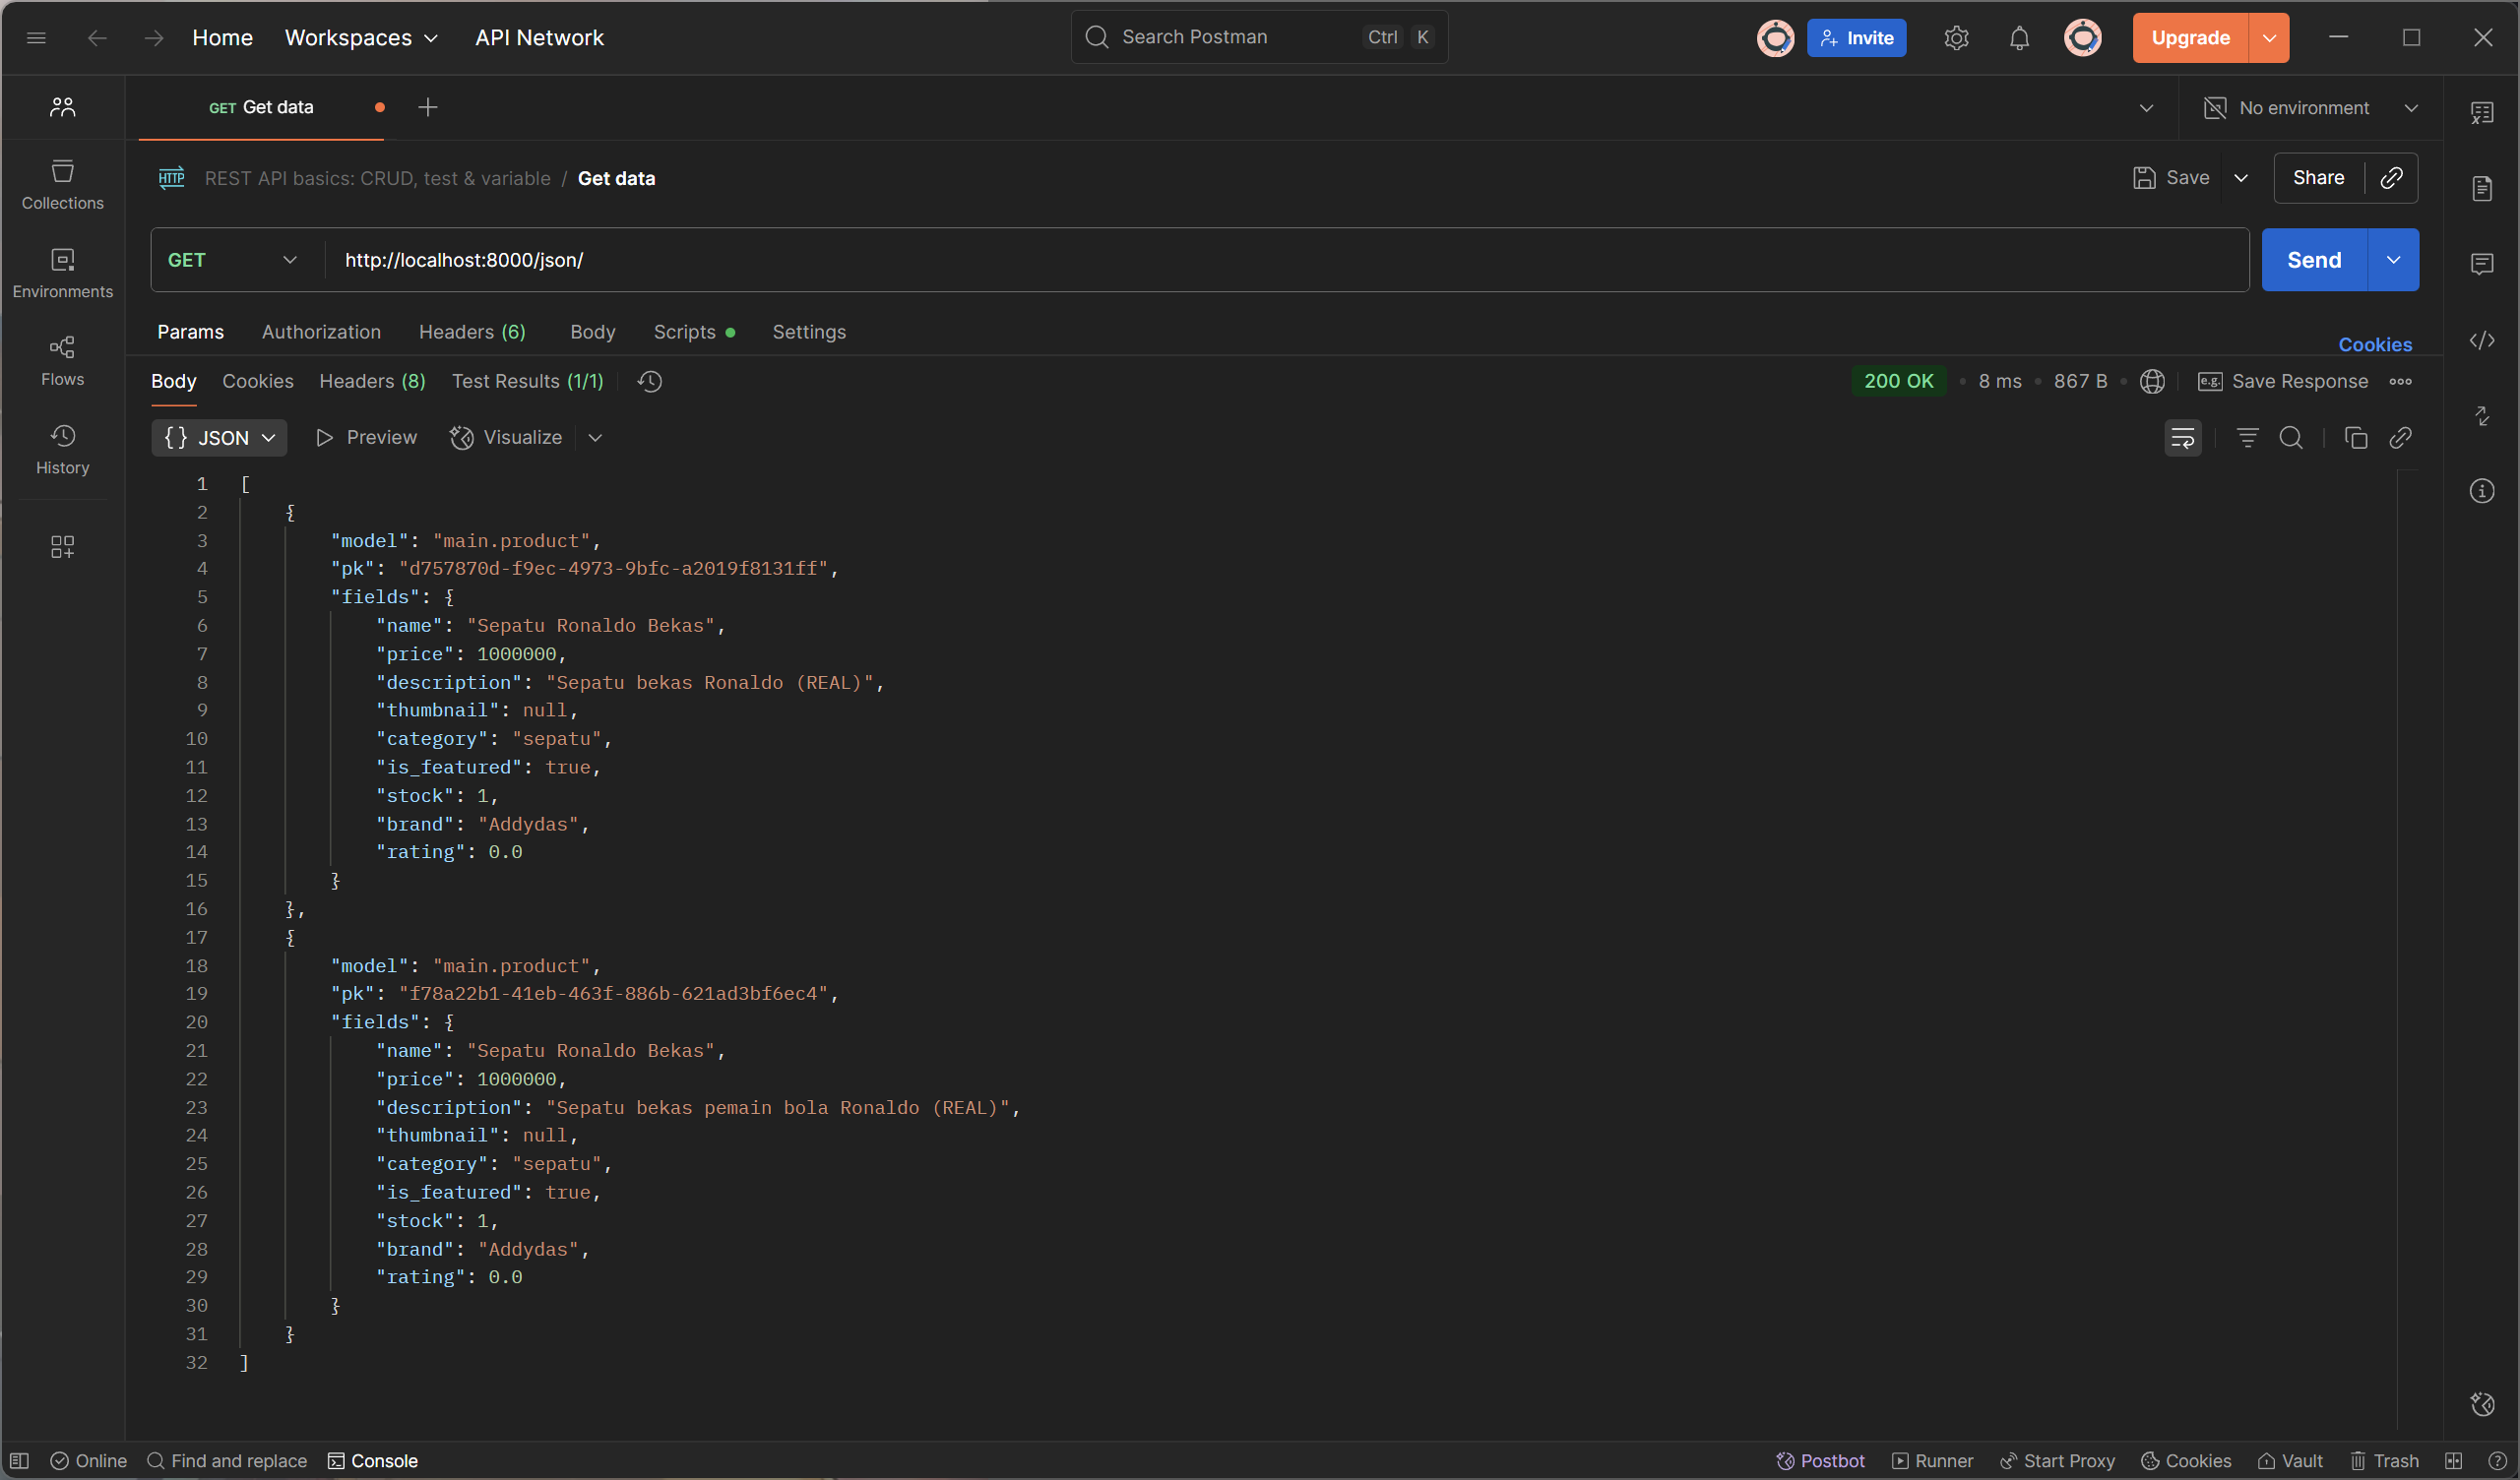 Home Workspaces API Network Search Postman Ctrl K Invite Upgrade
GET Get data No environment
HTTP REST API basics: CRUD, test & variable / Get data Save Share
Collections
Environments
Flows
History
GET http://localhost:8000/json/ Send
Params Authorization Headers (6) Body Scripts Settings Cookies
Body Cookies Headers (8) Test Results (1/1) 200 OK 8 ms 867 B e.g. Save Response
{} JSON Preview Visualize
1 [
2 {
3 "model": "main.product",
4 "pk": "d757870d-f9ec-4973-9bfc-a2019f8131ff",
5 "fields": {
6 "name": "Sepatu Ronaldo Bekas",
7 "price": 1000000,
8 "description": "Sepatu bekas Ronaldo (REAL)",
9 "thumbnail": null,
10 "category": "sepatu",
11 "is_featured": true,
12 "stock": 1,
13 "brand": "Addydas",
14 "rating": 0.0
15 }
16 },
17 {
18 "model": "main.product",
19 "pk": "f78a22b1-41eb-463f-886b-621ad3bf6ec4",
20 "fields": {
21 "name": "Sepatu Ronaldo Bekas",
22 "price": 1000000,
23 "description": "Sepatu bekas pemain bola Ronaldo (REAL)",
24 "thumbnail": null,
25 "category": "sepatu",
26 "is_featured": true,
27 "stock": 1,
28 "brand": "Addydas",
29 "rating": 0.0
30 }
31 }
32 ]
Online Find and replace Console Postbot Runner Start Proxy Cookies Vault Trash